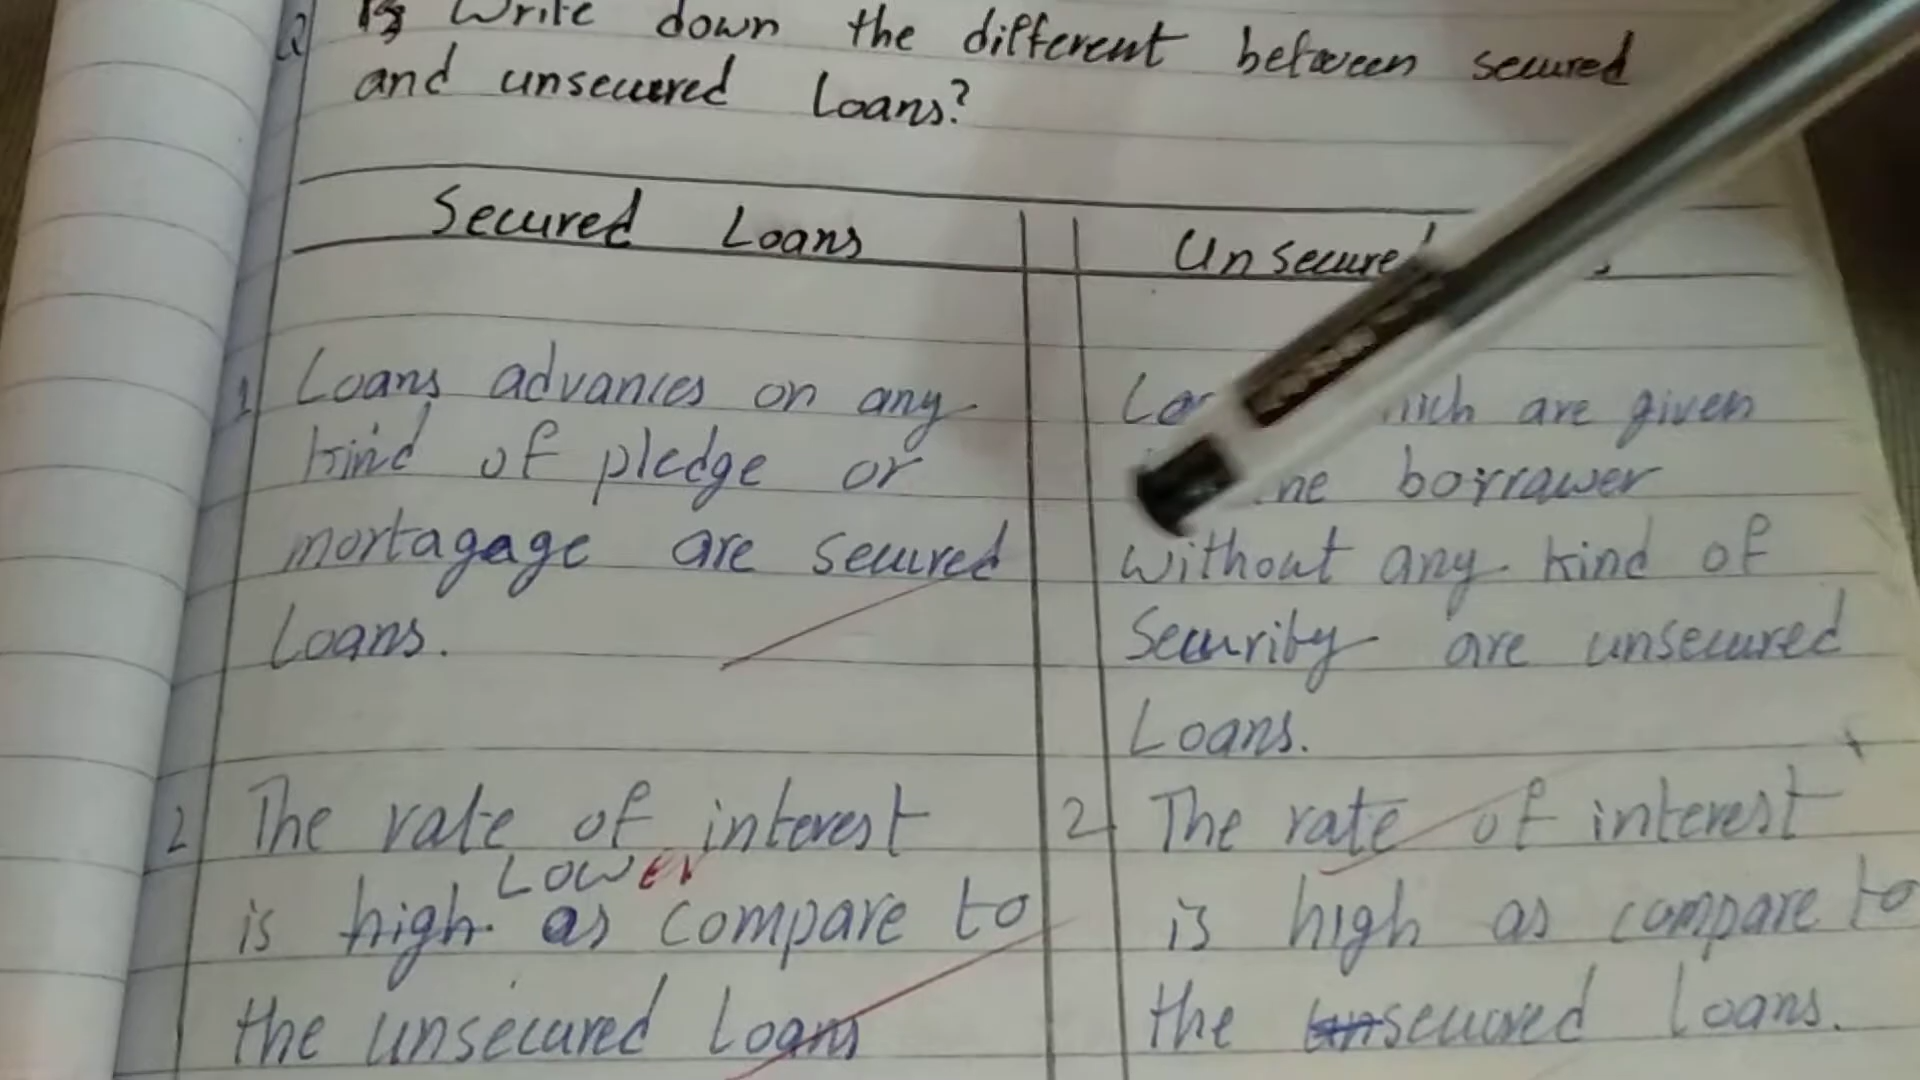 Q Write down the different between secured
and unsecured Loans?
Secured Loans
Unsecured
1 Loans advances on any
kind of pledge or
mortagage are secured
Loans.
which are given
borrawer
without any kind of
Security are unsecured
Loans.
2 The rate of interest
Lower
is high as compare to
the unsecured Loans
2 The rate of interest
is high as compare to
the unsecured Loans.